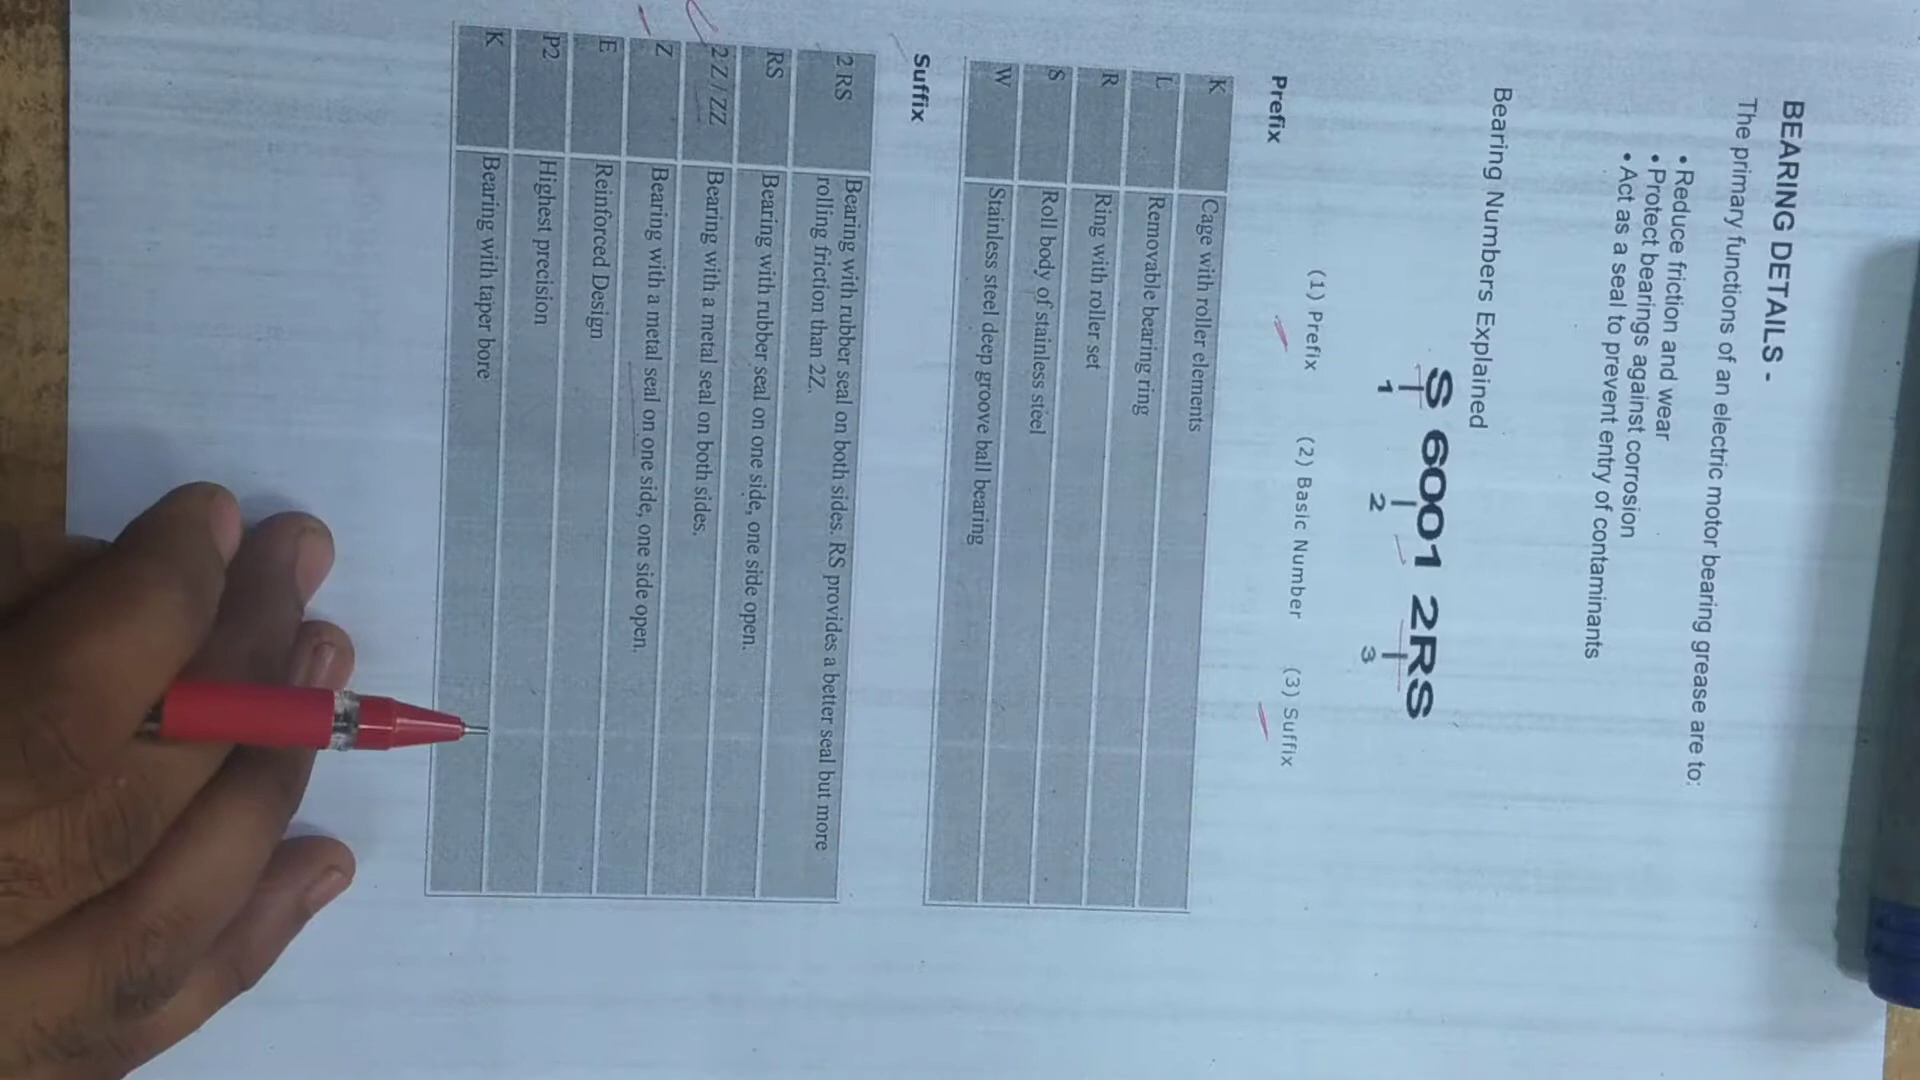 BEARING DETAILS -
The primary functions of an electric motor bearing grease are to:
• Reduce friction and wear
• Protect bearings against corrosion
• Act as a seal to prevent entry of contaminants
Bearing Numbers Explained
S 6001 2RS
1 2 3
(1) Prefix (2) Basic Number (3) Suffix
Prefix
K Cage with roller elements
L Removable bearing ring
R Ring with roller set
S Roll body of stainless steel
W Stainless steel deep groove ball bearing
Suffix
2 RS Bearing with rubber seal on both sides. RS provides a better seal but more
rolling friction than 2Z.
RS Bearing with rubber seal on one side, one side open.
2 Z / ZZ Bearing with a metal seal on both sides.
Z Bearing with a metal seal on one side, one side open.
E Reinforced Design
P2 Highest precision
K Bearing with taper bore